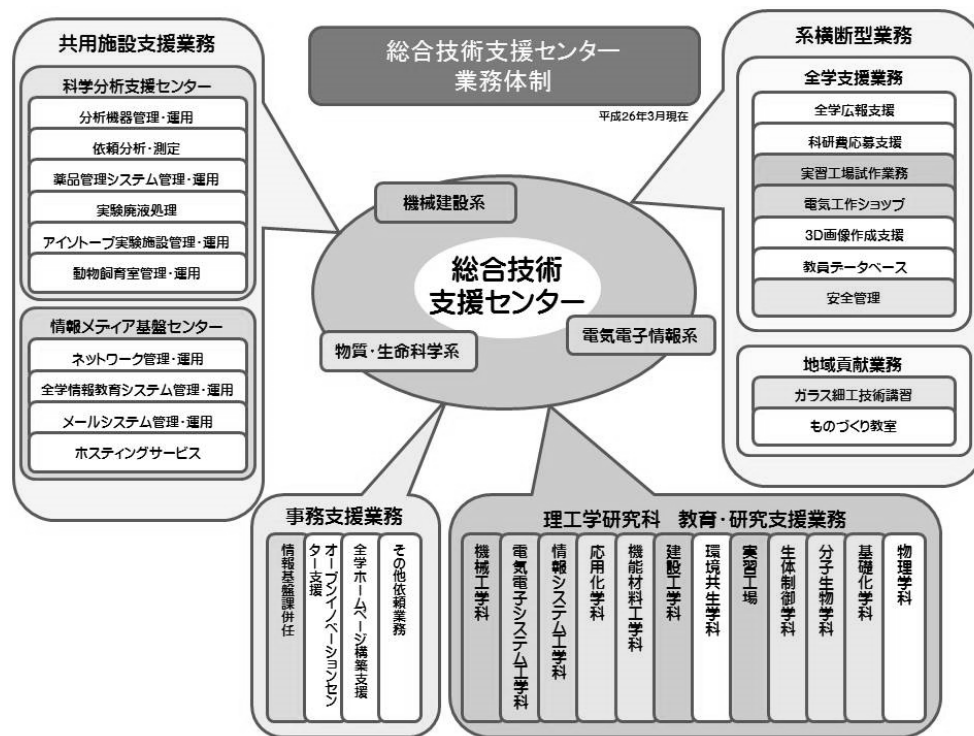 総合技術支援センター
業務体制
平成26年3月現在
共用施設支援業務
科学分析支援センター
分析機器管理・運用
依頼分析・測定
薬品管理システム管理・運用
実験廃液処理
アイソトープ実験施設管理・運用
動物飼育室管理・運用
情報メディア基盤センター
ネットワーク管理・運用
全学情報教育システム管理・運用
メールシステム管理・運用
ホスティングサービス
機械建設系
総合技術
支援センター
物質・生命科学系
電気電子情報系
系横断型業務
全学支援業務
全学広報支援
科研費応募支援
実習工場試作業務
電気工作ショップ
3D画像作成支援
教員データベース
安全管理
地域貢献業務
ガラス細工技術講習
ものづくり教室
事務支援業務
情報基盤課併任
オープンイノベーションセン
ター支援
全学ホームページ構築支援
その他依頼業務
理工学研究科 教育・研究支援業務
機械工学科
電気電子システム工学科
情報システム工学科
応用化学科
機能材料工学科
建設工学科
環境共生学科
実習工場
生体制御学科
分子生物学科
基礎化学科
物理学科